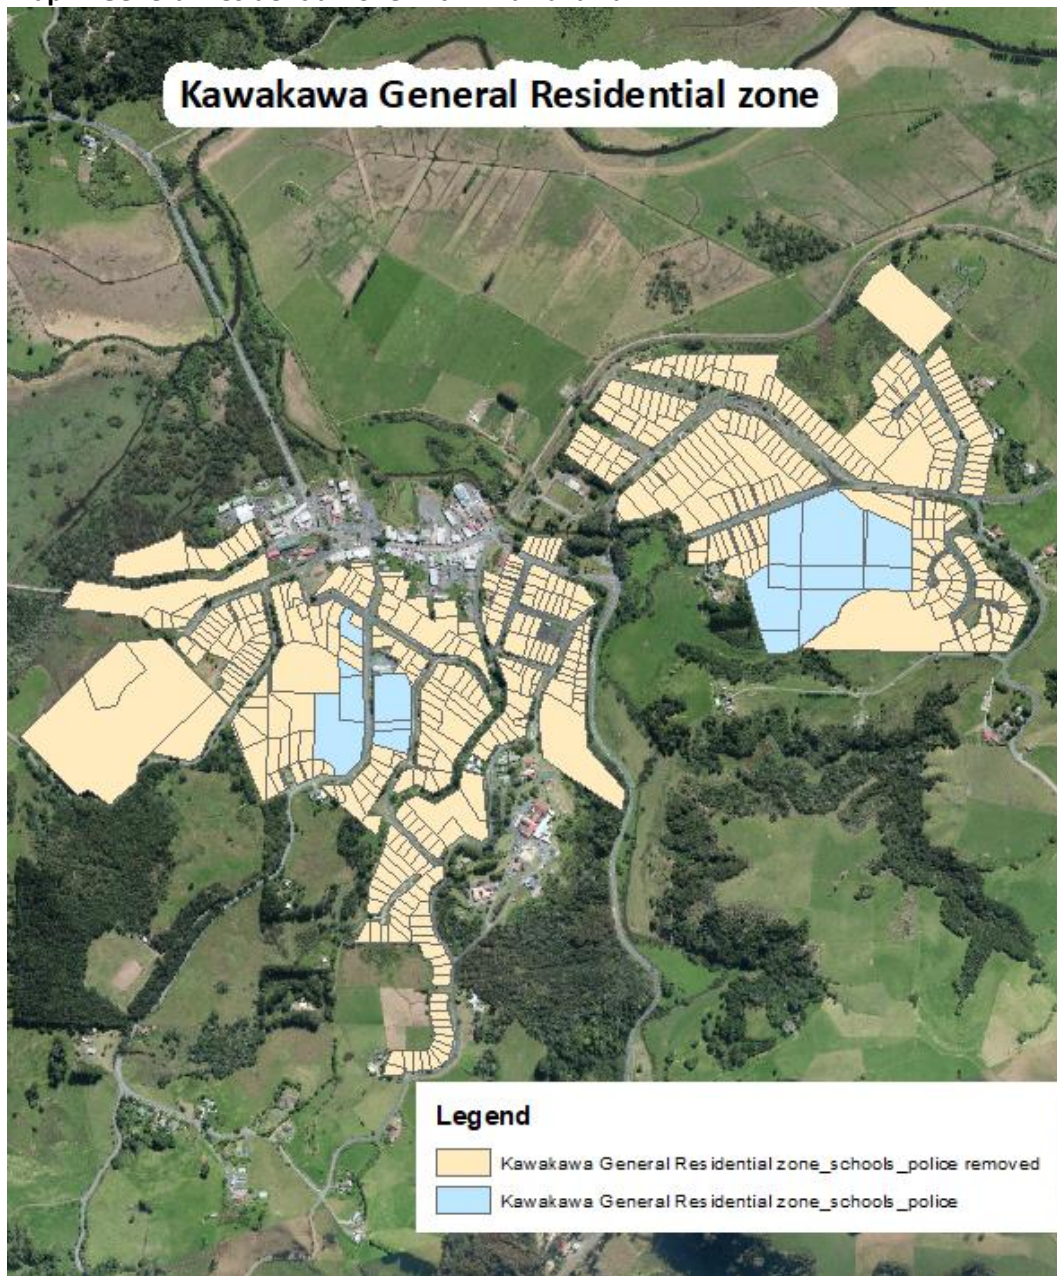 Kawakawa General Residential zone
Legend
Kawakawa General Residential zone_schools_police removed
Kawakawa General Residential zone_schools_police